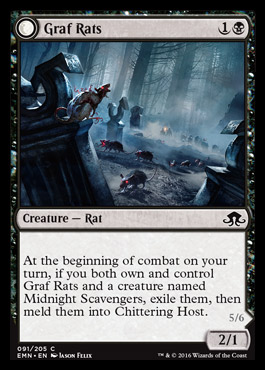 Graf Rats 1
Creature — Rat
At the beginning of combat on your
turn, if you both own and control
Graf Rats and a creature named
Midnight Scavengers, exile them, then
meld them into Chittering Host.
5/6
2/1
091/205 C
EMN • EN Jason Felix
™ & © 2016 Wizards of the Coast